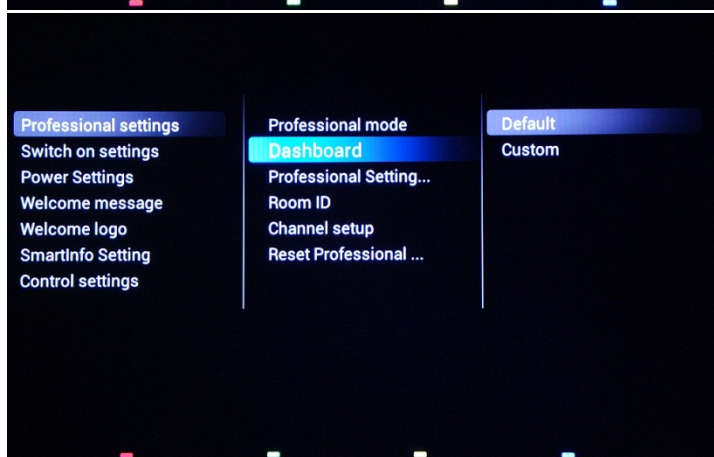 Professional settings
Switch on settings
Power Settings
Welcome message
Welcome logo
SmartInfo Setting
Control settings
Professional mode
Dashboard
Professional Setting...
Room ID
Channel setup
Reset Professional ...
Default
Custom